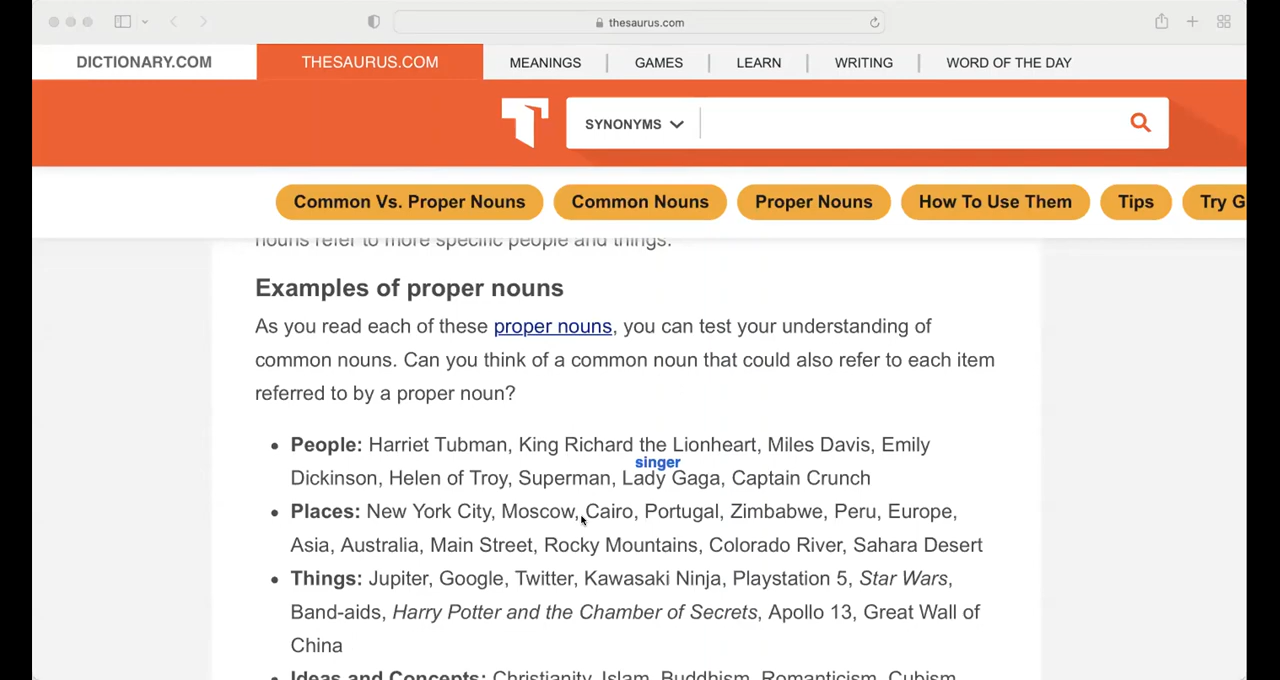 thesaurus.com
DICTIONARY.COM THESAURUS.COM MEANINGS GAMES LEARN WRITING WORD OF THE DAY
SYNONYMS
Common Vs. Proper Nouns Common Nouns Proper Nouns How To Use Them Tips Try G
nouns refer to more specific people and things.
Examples of proper nouns
As you read each of these proper nouns, you can test your understanding of
common nouns. Can you think of a common noun that could also refer to each item
referred to by a proper noun?
• People: Harriet Tubman, King Richard the Lionheart, Miles Davis, Emily
singer
Dickinson, Helen of Troy, Superman, Lady Gaga, Captain Crunch
• Places: New York City, Moscow, Cairo, Portugal, Zimbabwe, Peru, Europe,
Asia, Australia, Main Street, Rocky Mountains, Colorado River, Sahara Desert
• Things: Jupiter, Google, Twitter, Kawasaki Ninja, Playstation 5, Star Wars,
Band-aids, Harry Potter and the Chamber of Secrets, Apollo 13, Great Wall of
China
• Ideas and Concepts: Christianity, Islam, Buddhism, Romanticism, Cubism,